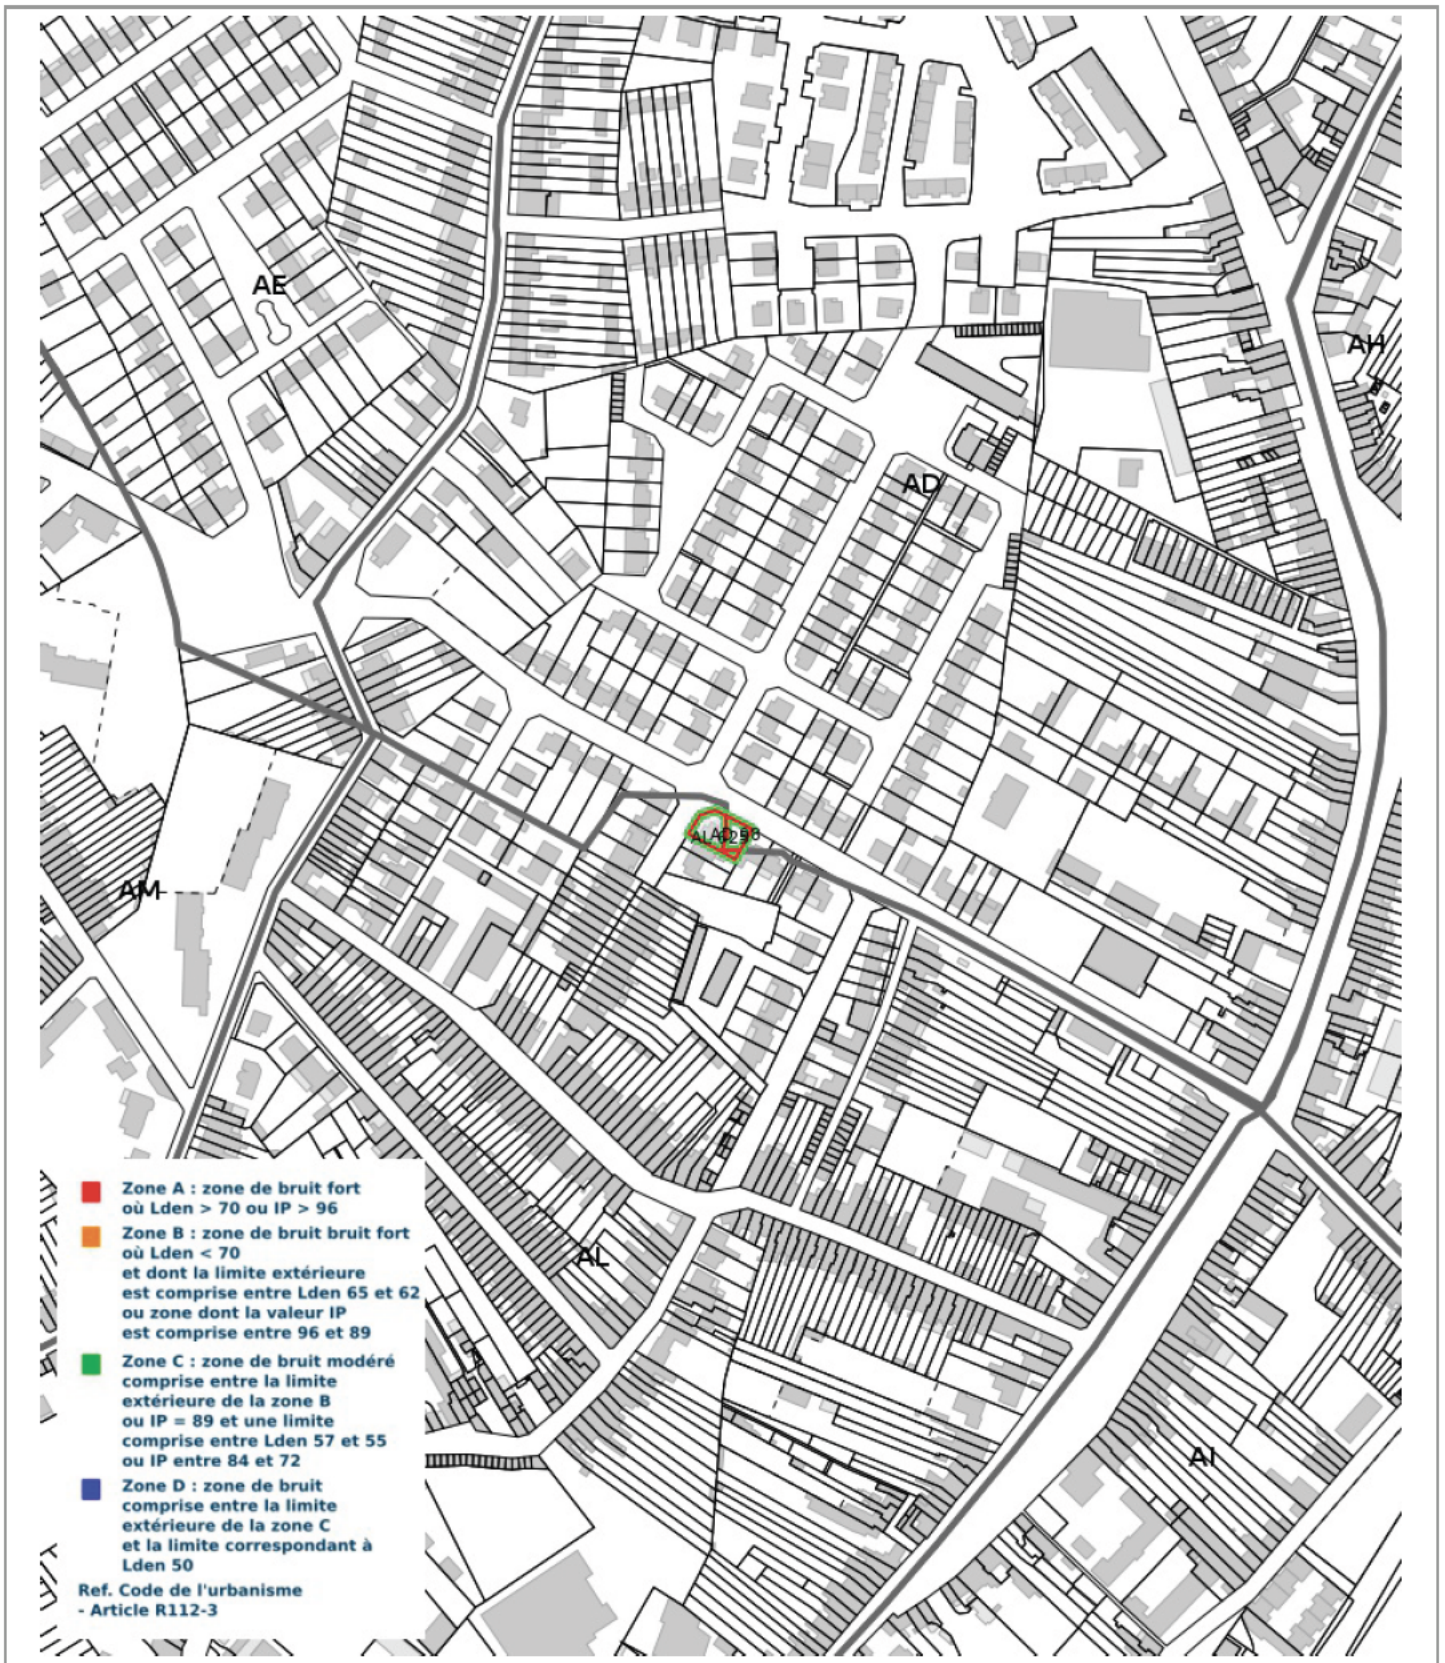 AE
AH
AD
AM
Zone A : zone de bruit fort
où Lden > 70 ou IP > 96
Zone B : zone de bruit bruit fort
où Lden < 70
et dont la limite extérieure
est comprise entre Lden 65 et 62
ou zone dont la valeur IP
est comprise entre 96 et 89
Zone C : zone de bruit modéré
comprise entre la limite
extérieure de la zone B
ou IP = 89 et une limite
comprise entre Lden 57 et 55
ou IP entre 84 et 72
Zone D : zone de bruit
comprise entre la limite
extérieure de la zone C
et la limite correspondant à
Lden 50
Ref. Code de l'urbanisme
- Article R112-3
AL
AI